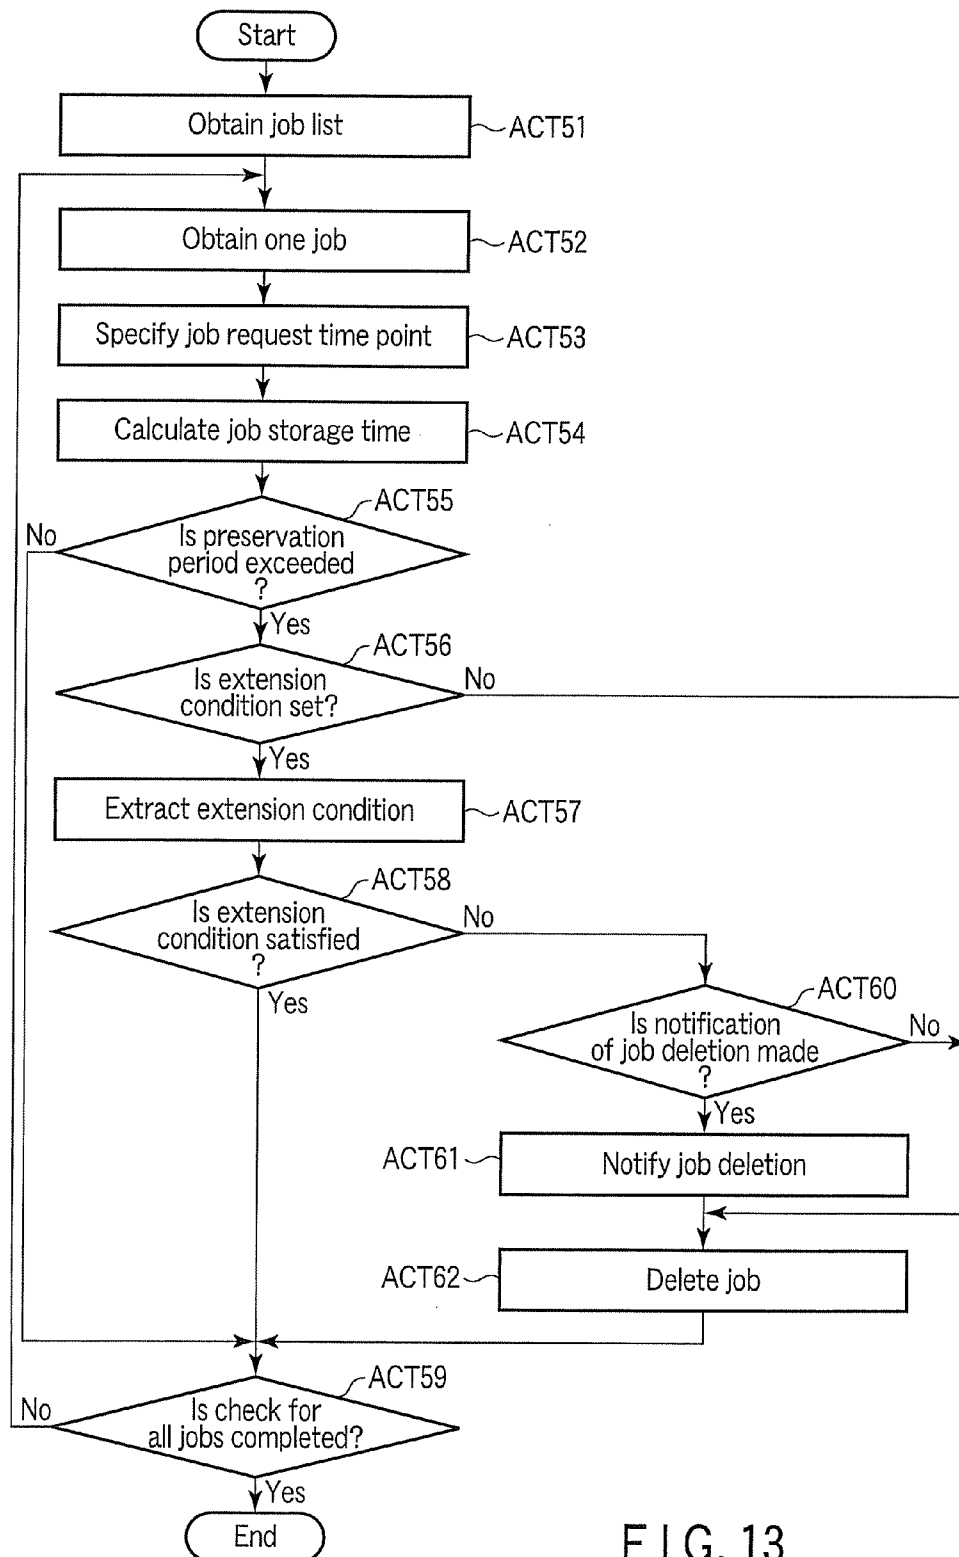 Start
Obtain job list
ACT51
Obtain one job
ACT52
Specify job request time point
ACT53
Calculate job storage time
ACT54
ACT55
No
Is preservation
period exceeded
?
Yes
ACT56
Is extension
condition set?
No
Yes
Extract extension condition
ACT57
ACT58
Is extension
condition satisfied
?
No
Yes
ACT60
Is notification
of job deletion made
?
No
Yes
ACT61
Notify job deletion
ACT62
Delete job
ACT59
No
Is check for
all jobs completed?
Yes
End
FIG. 13